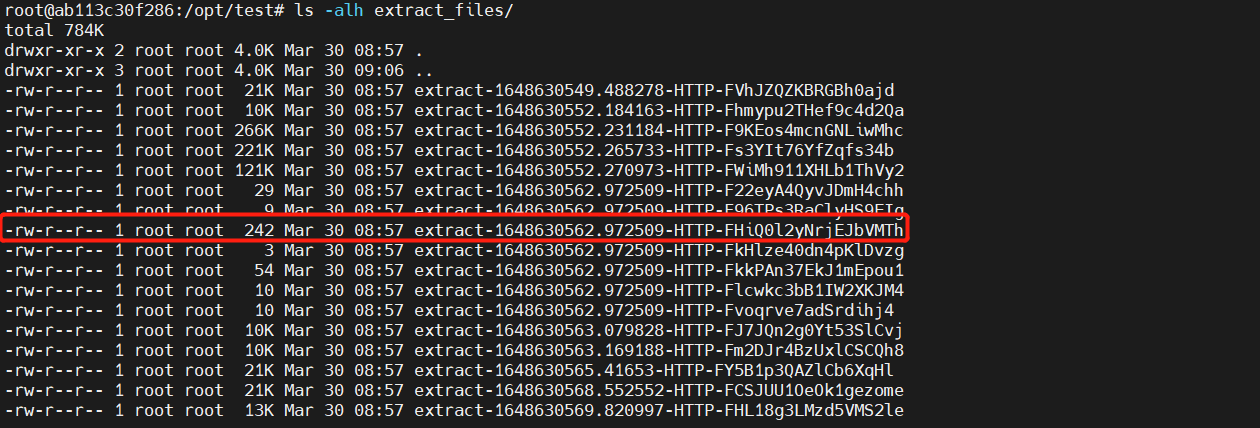 root@ab113c30f286:/opt/test# ls -alh extract_files/
total 784K
drwxr-xr-x 2 root root 4.0K Mar 30 08:57 .
drwxr-xr-x 3 root root 4.0K Mar 30 09:06 ..
-rw-r--r-- 1 root root 21K Mar 30 08:57 extract-1648630549.488278-HTTP-FVhJZQZKBRGBh0ajd
-rw-r--r-- 1 root root 10K Mar 30 08:57 extract-1648630552.184163-HTTP-Fhmypu2THef9c4d2Qa
-rw-r--r-- 1 root root 266K Mar 30 08:57 extract-1648630552.231184-HTTP-F9KEos4mcnGNLiwMhc
-rw-r--r-- 1 root root 221K Mar 30 08:57 extract-1648630552.265733-HTTP-Fs3YIt76YfZqfs34b
-rw-r--r-- 1 root root 121K Mar 30 08:57 extract-1648630552.270973-HTTP-FWiMh911XHLb1ThVy2
-rw-r--r-- 1 root root 29 Mar 30 08:57 extract-1648630562.972509-HTTP-F22eyA4QyvJDmH4chh
-rw-r--r-- 1 root root 9 Mar 30 08:57
-rw-r--r-- 1 root root 242 Mar 30 08:57 extract-1648630562.972509-HTTP-FHiQ0l2yNrjEJbVMTh
-rw-r--r-- 1 root root 3 Mar 30 08:57 extract-1648630562.972509-HTTP-FkHlze40dn4pKlDvzg
-rw-r--r-- 1 root root 54 Mar 30 08:57 extract-1648630562.972509-HTTP-FkkPAn37EkJ1mEpou1
-rw-r--r-- 1 root root 10 Mar 30 08:57 extract-1648630562.972509-HTTP-Flcwkc3bB1IW2XKJM4
-rw-r--r-- 1 root root 10 Mar 30 08:57 extract-1648630562.972509-HTTP-Fvoqrve7adSrdihj4
-rw-r--r-- 1 root root 10K Mar 30 08:57 extract-1648630563.079828-HTTP-FJ7JQn2g0Yt53SlCvj
-rw-r--r-- 1 root root 10K Mar 30 08:57 extract-1648630563.169188-HTTP-Fm2DJr4BzUxlCSCQh8
-rw-r--r-- 1 root root 21K Mar 30 08:57 extract-1648630565.41653-HTTP-FY5B1p3QAZlCb6XqHl
-rw-r--r-- 1 root root 21K Mar 30 08:57 extract-1648630568.552552-HTTP-FCSJUU1OeOk1gezome
-rw-r--r-- 1 root root 13K Mar 30 08:57 extract-1648630569.820997-HTTP-FHL18g3LMzd5VMS2le